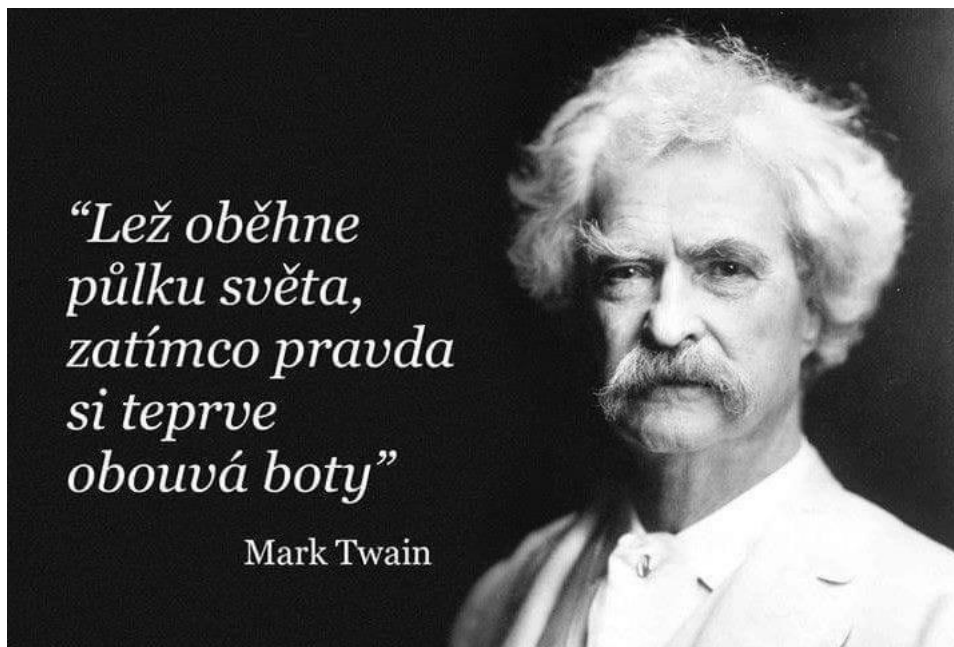 “Lež oběhne
půlku světa,
zatímco pravda
si teprve
obouvá boty”
Mark Twain